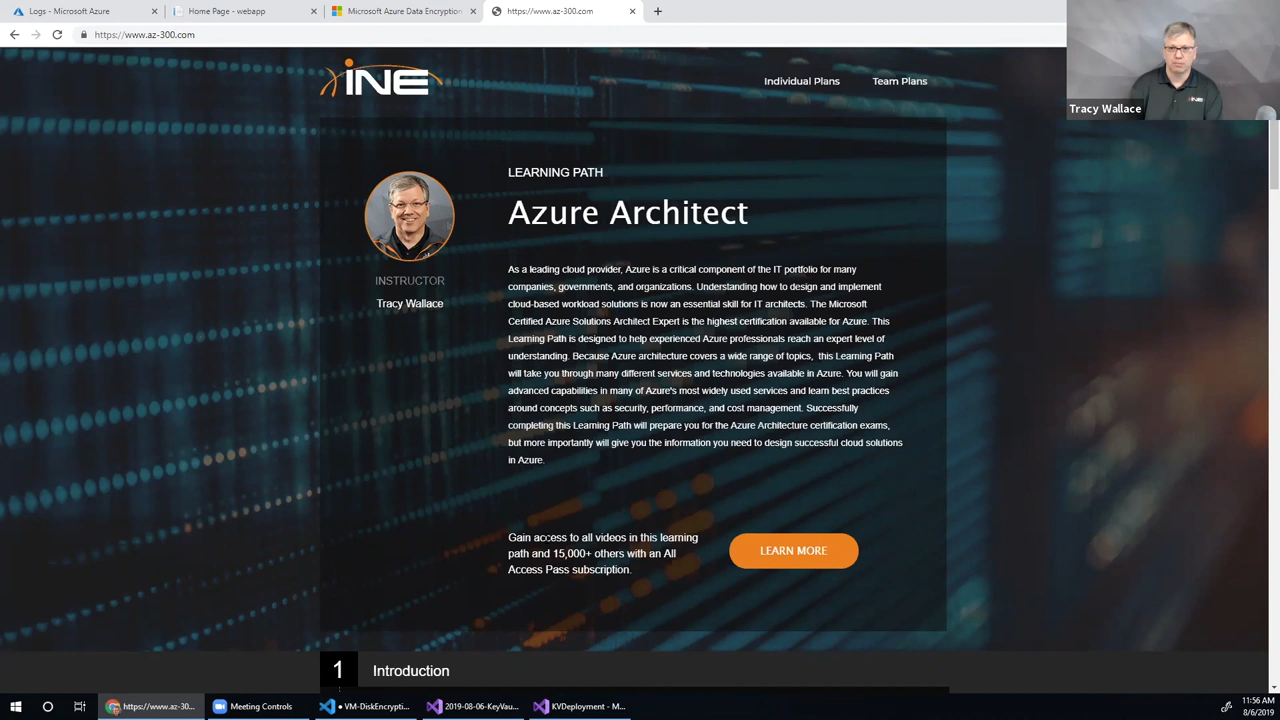 Logs - Microsoft Azure
Home Page - webapp
Microsoft Azure Data Encryption
https://www.az-300.com
https://www.az-300.com
iNE
Individual Plans
Team Plans
iNE
Tracy Wallace
LEARNING PATH
Azure Architect
INSTRUCTOR
Tracy Wallace
As a leading cloud provider, Azure is a critical component of the IT portfolio for many
companies, governments, and organizations. Understanding how to design and implement
cloud-based workload solutions is now an essential skill for IT architects. The Microsoft
Certified Azure Solutions Architect Expert is the highest certification available for Azure. This
Learning Path is designed to help experienced Azure professionals reach an expert level of
understanding. Because Azure architecture covers a wide range of topics, this Learning Path
will take you through many different services and technologies available in Azure. You will gain
advanced capabilities in many of Azure's most widely used services and learn best practices
around concepts such as security, performance, and cost management. Successfully
completing this Learning Path will prepare you for the Azure Architecture certification exams,
but more importantly will give you the information you need to design successful cloud solutions
in Azure.
Gain access to all videos in this learning
path and 15,000+ others with an All
Access Pass subscription.
LEARN MORE
1 Introduction
https://www.az-30...
Meeting Controls
● VM-DiskEncrypti...
2019-08-06-KeyVau...
KVDeployment - M...
11:56 AM
8/6/2019